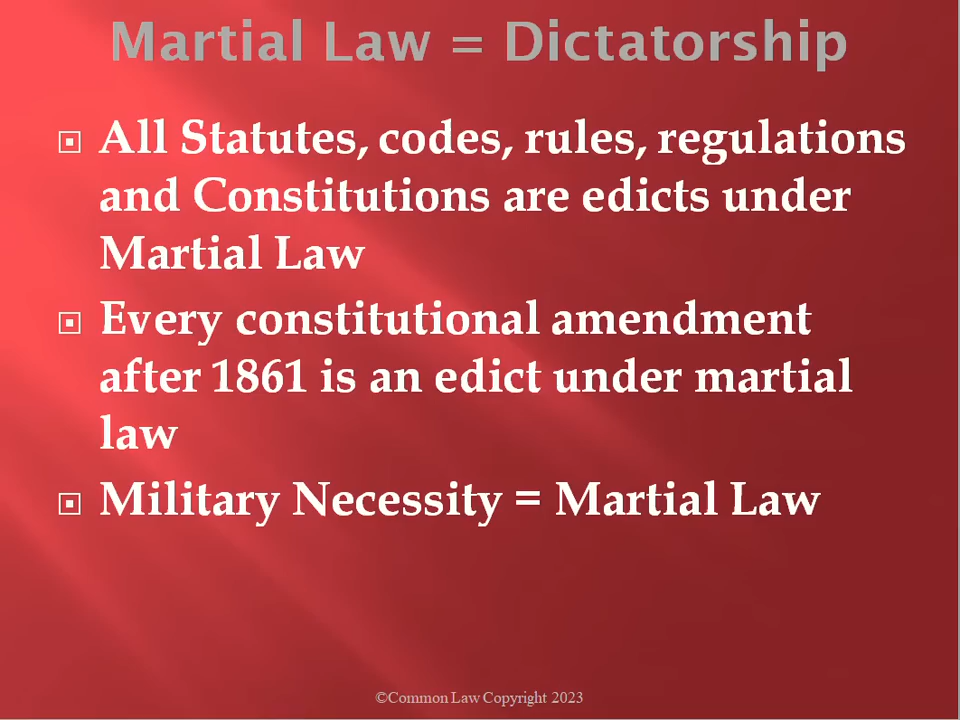 Martial Law = Dictatorship
All Statutes, codes, rules, regulations
and Constitutions are edicts under
Martial Law
Every constitutional amendment
after 1861 is an edict under martial
law
Military Necessity = Martial Law
©Common Law Copyright 2023